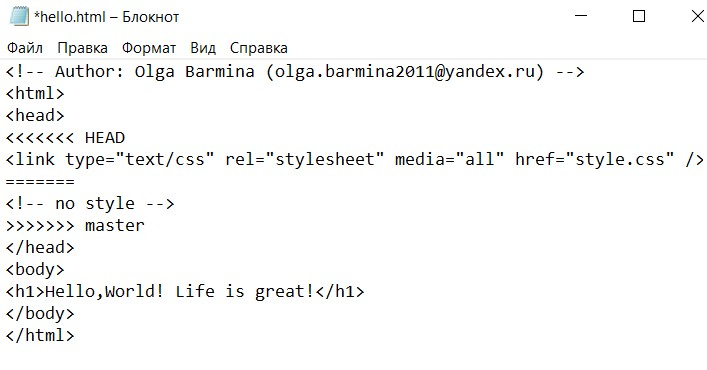 *hello.html – Блокнот
Файл Правка Формат Вид Справка
<!-- Author: Olga Barmina (olga.barmina2011@yandex.ru) -->
<html>
<head>
<<<<<<< HEAD
<link type="text/css" rel="stylesheet" media="all" href="style.css" />
=======
<!-- no style -->
>>>>>>> master
</head>
<body>
<h1>Hello,World! Life is great!</h1>
</body>
</html>